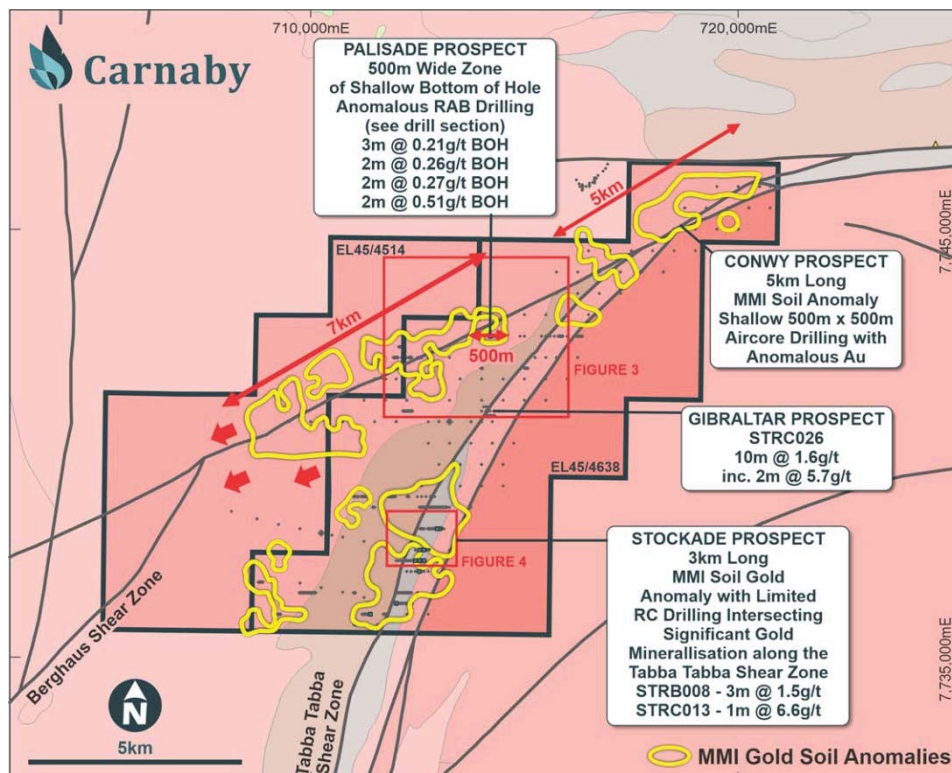 710,000mE
720,000mE
Carnaby
PALISADE PROSPECT
500m Wide Zone
of Shallow Bottom of Hole
Anomalous RAB Drilling
(see drill section)
3m @ 0.21g/t BOH
2m @ 0.26g/t BOH
2m @ 0.27g/t BOH
2m @ 0.51g/t BOH
5km
7,745,000mE
EL45/4514
CONWY PROSPECT
5km Long
MMI Soil Anomaly
Shallow 500m x 500m
Aircore Drilling with
Anomalous Au
7km
500m
FIGURE 3
GIBRALTAR PROSPECT
STRC026
10m @ 1.6g/t
inc. 2m @ 5.7g/t
EL45/4638
STOCKADE PROSPECT
3km Long
MMI Soil Gold
Anomaly with Limited
RC Drilling Intersecting
Significant Gold
Mineralisation along the
Tabba Tabba Shear Zone
STRB008 - 3m @ 1.5g/t
STRC013 - 1m @ 6.6g/t
FIGURE 4
7,735,000mE
Berghaus Shear Zone
Tabba Tabba
Shear Zone
N
5km
MMI Gold Soil Anomalies